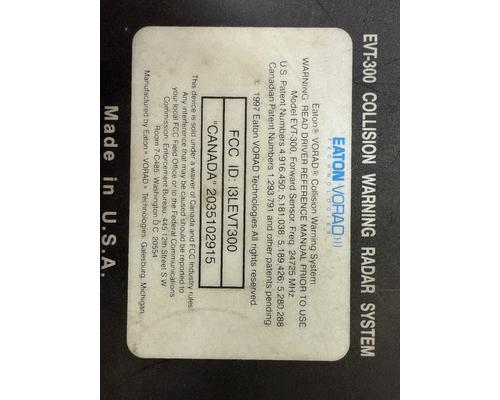 EVT-300 COLLISION WARNING RADAR SYSTEM
EATON VORAD)))
TECHNOLOGIES
Eaton® VORAD® Collision Warning System
WARNING: READ DRIVER REFERENCE MANUAL PRIOR TO USE
Model EVT-300, Forward Sensor, Freq. 24725 MHz
U.S. Patent Numbers 4,916,450; 5,181,038; 5,189,426; 5,280,288
Canadian Patent Numbers 1,293,791 and other patents pending.
© 1997 Eaton VORAD Technologies All rights reserved.
FCC ID: I3LEVT300
"CANADA" 2035102915
This device is sold under a waiver of Canada and FCC Industry rules.
Any interference that may be caused should be reported to
your local FCC Field Office or to the Federal Communications
Commission, Enforcement Bureau, 445 12th Street S.W.
Room 7-C485, Washington, D.C. 20554
Manufactured by Eaton® VORAD® Technologies, Galesburg, Michigan.
Made in U.S.A.